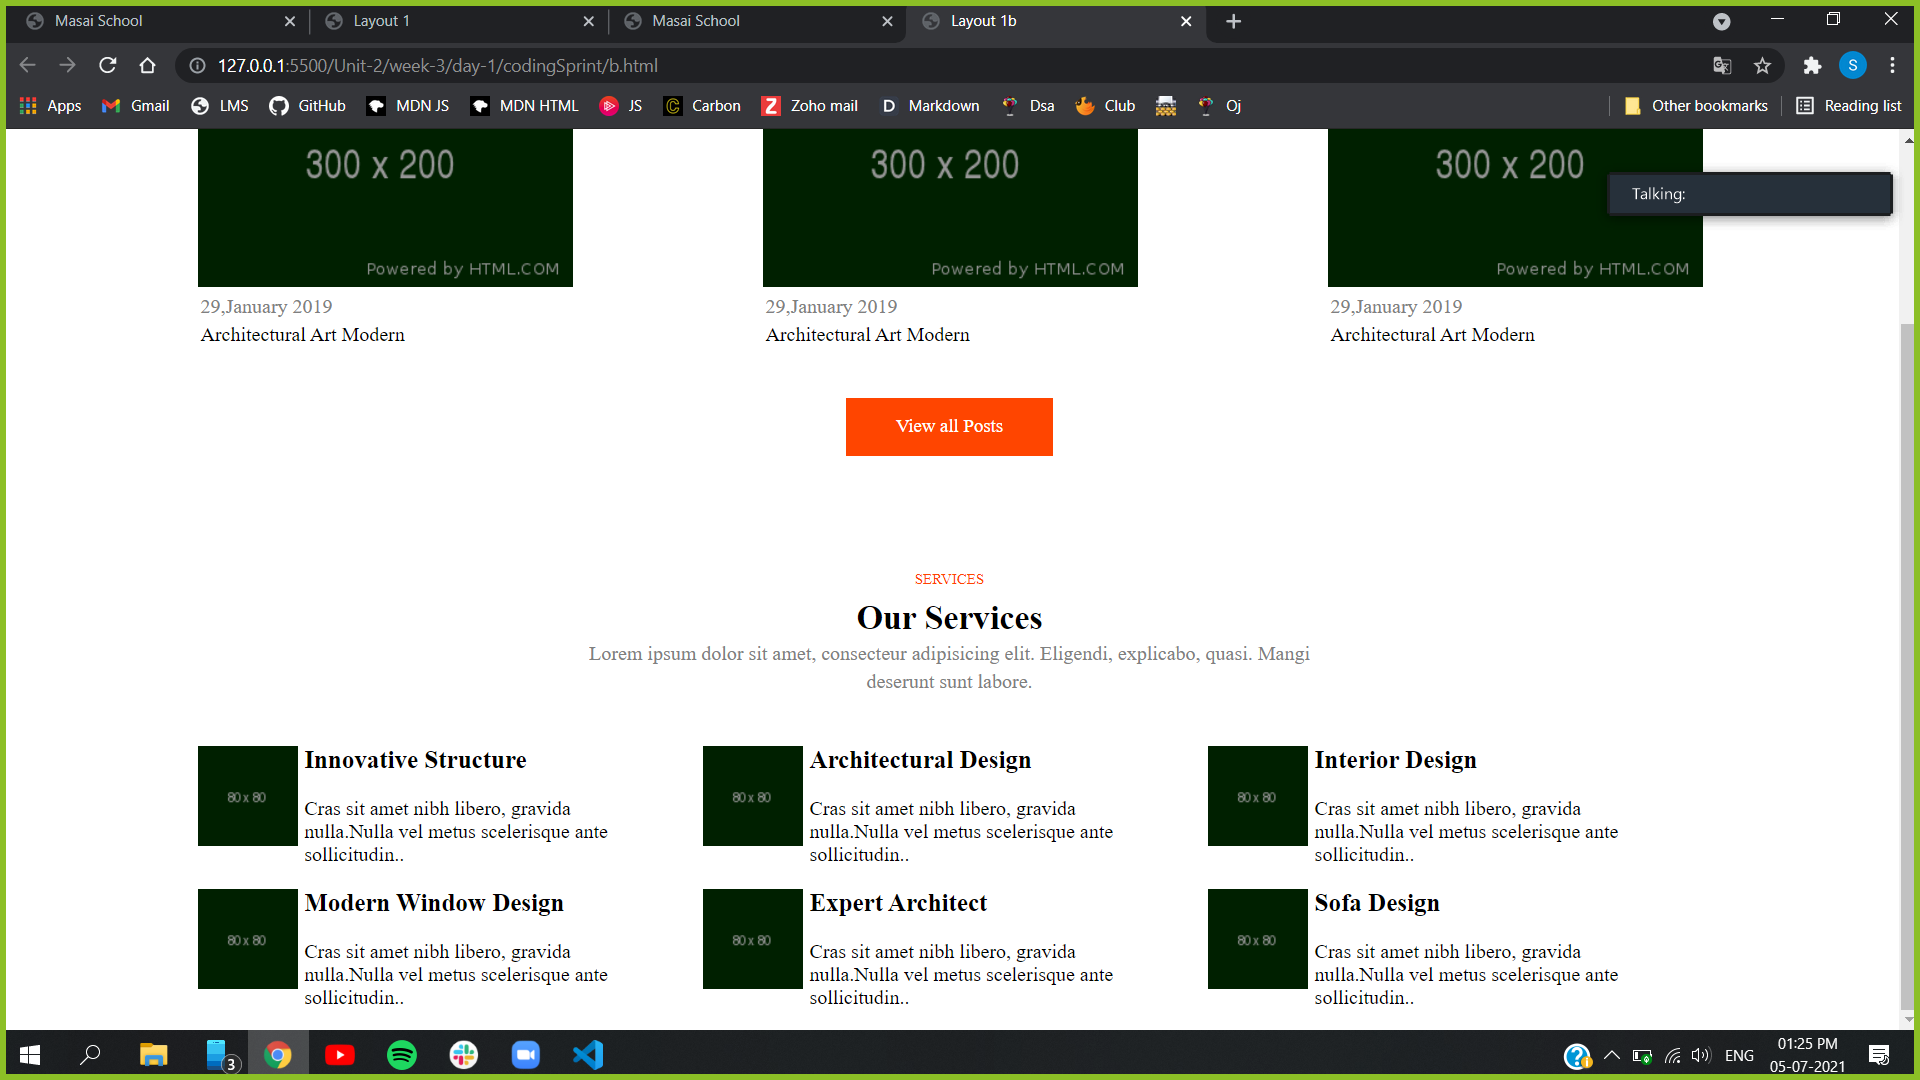 Masai School
Layout 1
Masai School
Layout 1b
127.0.0.1:5500/Unit-2/week-3/day-1/codingSprint/b.html
S
Apps
Gmail
LMS
GitHub
MDN JS
MDN HTML
JS
Carbon
Zoho mail
Markdown
Dsa
Club
Oj
Other bookmarks
Reading list
300 x 200
300 x 200
300 x 200
Talking:
Powered by HTML.COM
Powered by HTML.COM
Powered by HTML.COM
29,January 2019
29,January 2019
29,January 2019
Architectural Art Modern
Architectural Art Modern
Architectural Art Modern
View all Posts
SERVICES
Our Services
Lorem ipsum dolor sit amet, consecteur adipisicing elit. Eligendi, explicabo, quasi. Mangi
deserunt sunt labore.
80 x 80
Innovative Structure
Cras sit amet nibh libero, gravida
nulla.Nulla vel metus scelerisque ante
sollicitudin..
80 x 80
Architectural Design
Cras sit amet nibh libero, gravida
nulla.Nulla vel metus scelerisque ante
sollicitudin..
80 x 80
Interior Design
Cras sit amet nibh libero, gravida
nulla.Nulla vel metus scelerisque ante
sollicitudin..
80 x 80
Modern Window Design
Cras sit amet nibh libero, gravida
nulla.Nulla vel metus scelerisque ante
sollicitudin..
80 x 80
Expert Architect
Cras sit amet nibh libero, gravida
nulla.Nulla vel metus scelerisque ante
sollicitudin..
80 x 80
Sofa Design
Cras sit amet nibh libero, gravida
nulla.Nulla vel metus scelerisque ante
sollicitudin..
3
ENG
01:25 PM
05-07-2021